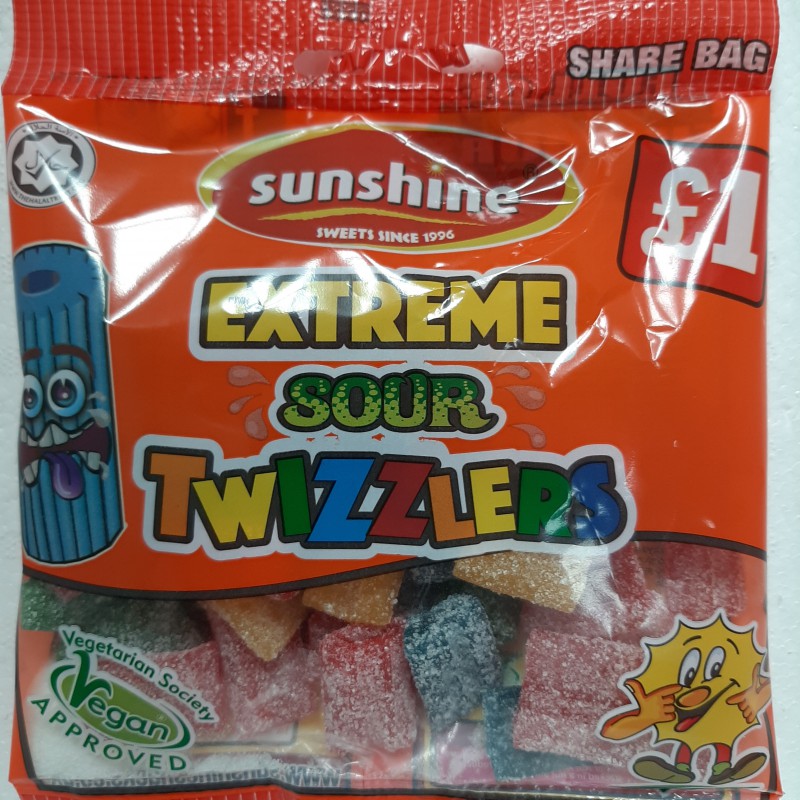 SHARE BAG
sunshine
SWEETS SINCE 1996
£1
EXTREME
SOUR
TWIZZLERS
Vegetarian Society
Vegan
APPROVED